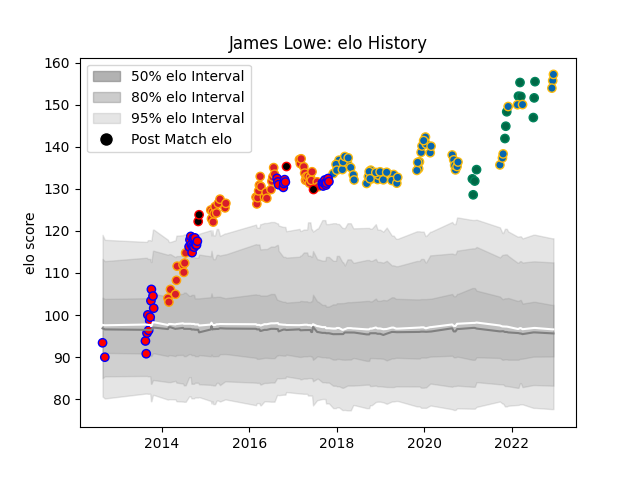 James Lowe: elo History
50% elo Interval
80% elo Interval
95% elo Interval
Post Match elo
elo score
160
150
140
130
120
110
100
90
80
2014
2016
2018
2020
2022